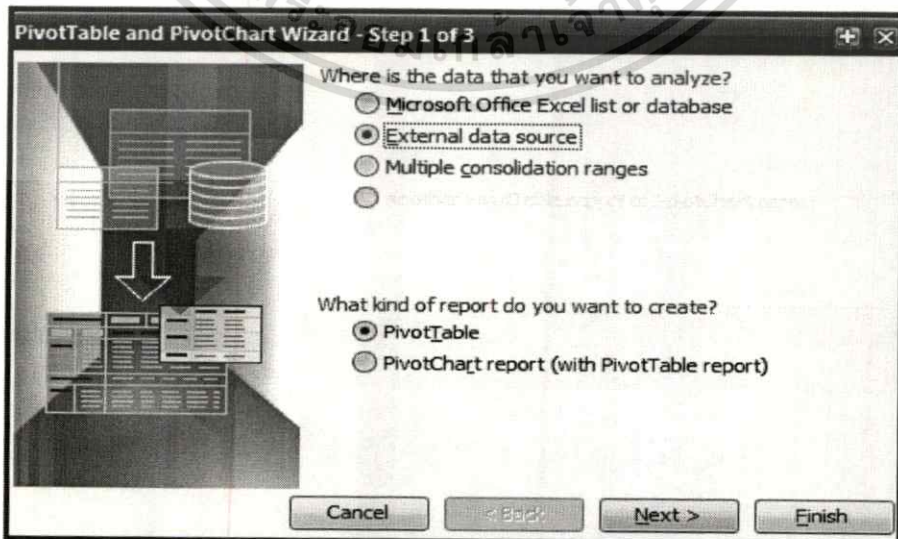 PivotTable and PivotChart Wizard - Step 1 of 3
Where is the data that you want to analyze?
Microsoft Office Excel list or database
External data source
Multiple consolidation ranges
What kind of report do you want to create?
PivotTable
PivotChart report (with PivotTable report)
Cancel
< Back
Next >
Finish